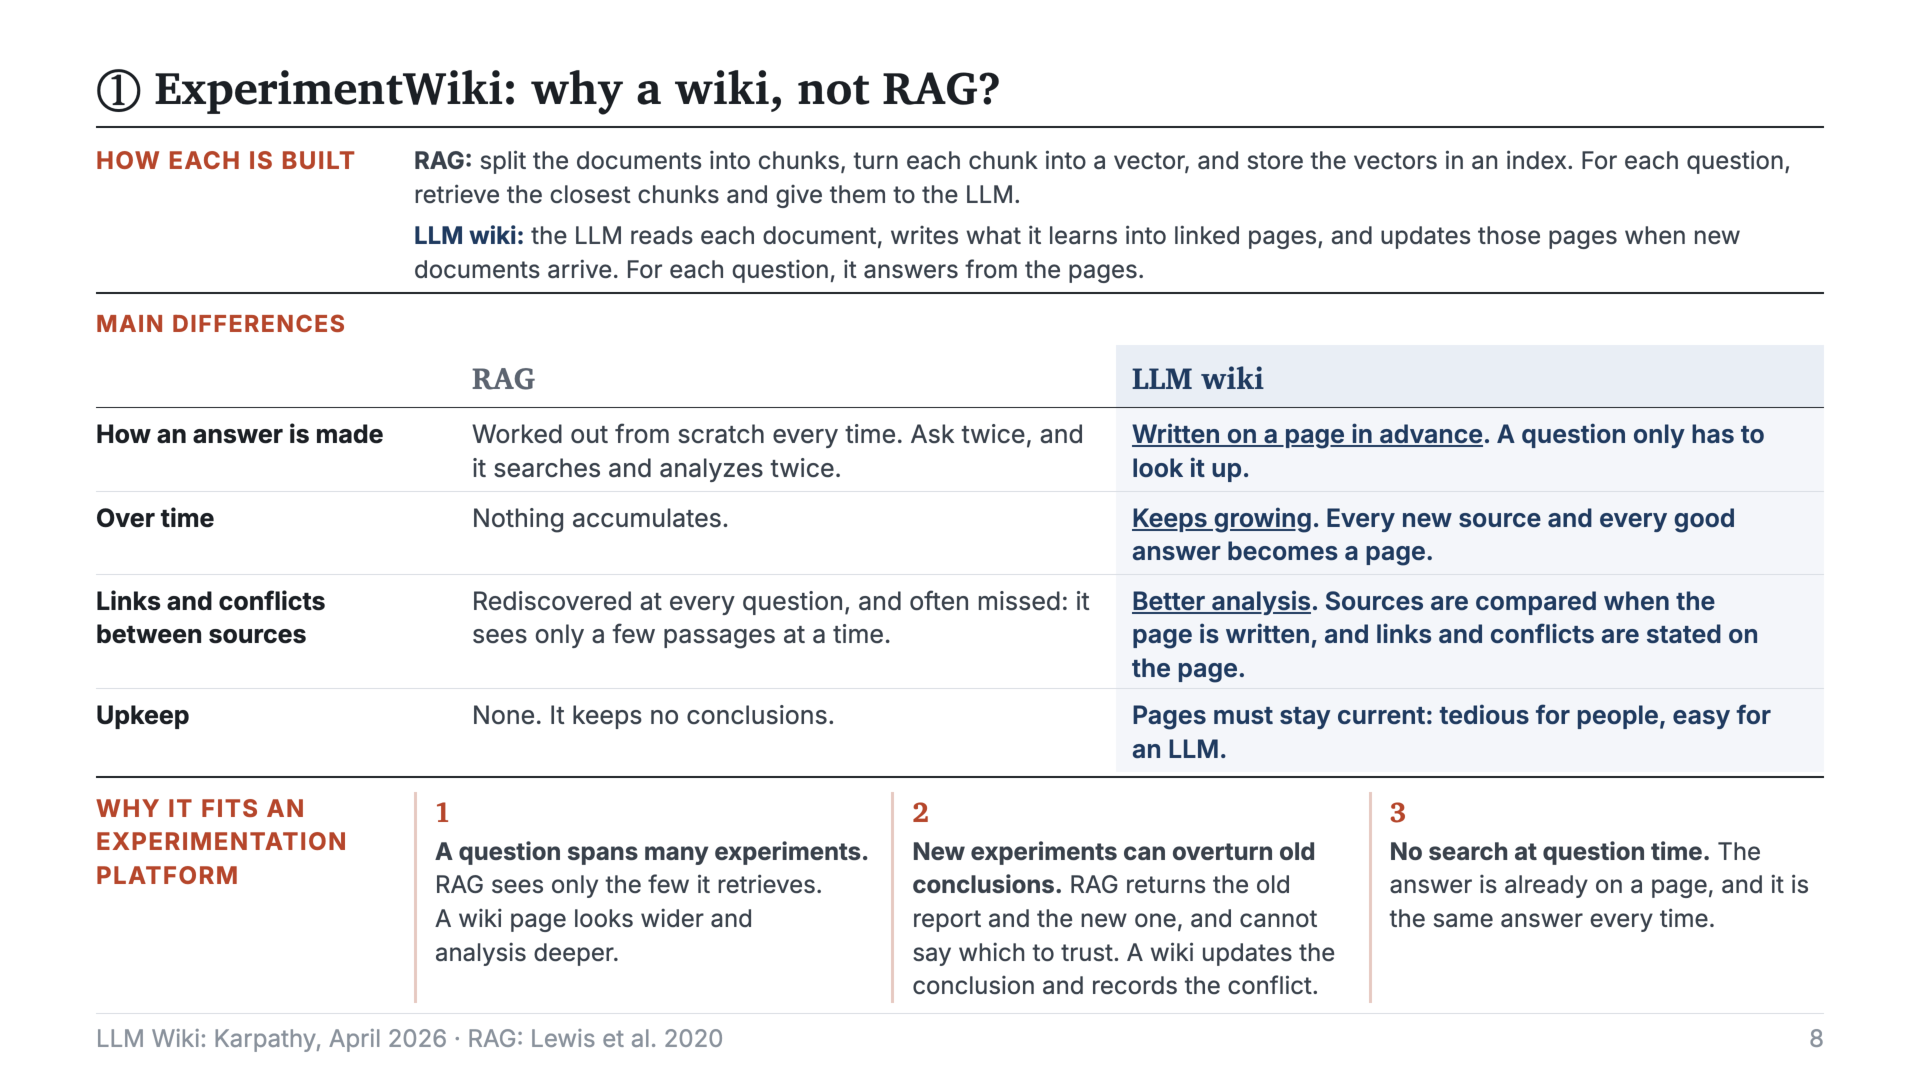 ① ExperimentWiki: why a wiki, not RAG?
HOW EACH IS BUILT
RAG: split the documents into chunks, turn each chunk into a vector, and store the vectors in an index. For each question,
retrieve the closest chunks and give them to the LLM.
LLM wiki: the LLM reads each document, writes what it learns into linked pages, and updates those pages when new
documents arrive. For each question, it answers from the pages.
MAIN DIFFERENCES
RAG
LLM wiki
How an answer is made
Worked out from scratch every time. Ask twice, and
it searches and analyzes twice.
Written on a page in advance. A question only has to
look it up.
Over time
Nothing accumulates.
Keeps growing. Every new source and every good
answer becomes a page.
Links and conflicts
between sources
Rediscovered at every question, and often missed: it
sees only a few passages at a time.
Better analysis. Sources are compared when the
page is written, and links and conflicts are stated on
the page.
Upkeep
None. It keeps no conclusions.
Pages must stay current: tedious for people, easy for
an LLM.
WHY IT FITS AN
EXPERIMENTATION
PLATFORM
1
A question spans many experiments.
RAG sees only the few it retrieves.
A wiki page looks wider and
analysis deeper.
2
New experiments can overturn old
conclusions. RAG returns the old
report and the new one, and cannot
say which to trust. A wiki updates the
conclusion and records the conflict.
3
No search at question time. The
answer is already on a page, and it is
the same answer every time.
LLM Wiki: Karpathy, April 2026 · RAG: Lewis et al. 2020
8